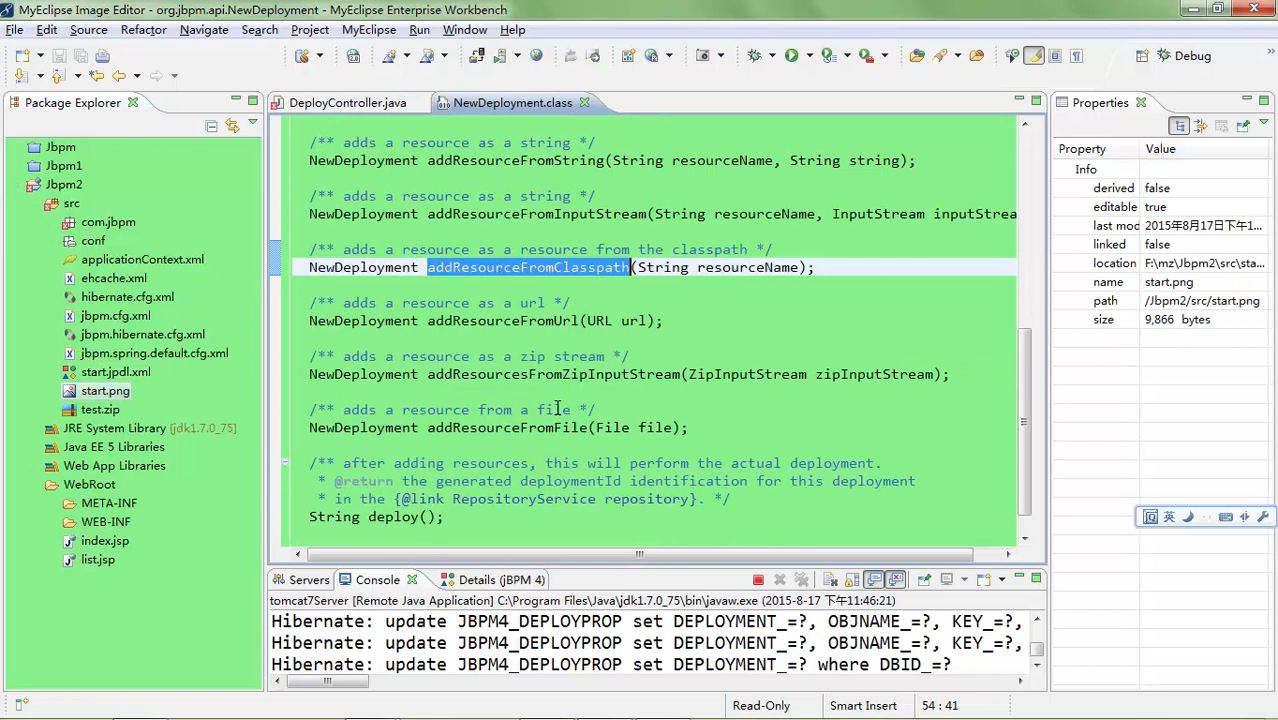 MyEclipse Image Editor - org.jbpm.api.NewDeployment - MyEclipse Enterprise Workbench
File Edit Source Refactor Navigate Search Project MyEclipse Run Window Help
Debug
Package Explorer
DeployController.java
NewDeployment.class
Properties
Jbpm
Jbpm1
Jbpm2
src
com.jbpm
conf
applicationContext.xml
ehcache.xml
hibernate.cfg.xml
jbpm.cfg.xml
jbpm.hibernate.cfg.xml
jbpm.spring.default.cfg.xml
start.jpdl.xml
start.png
test.zip
JRE System Library [jdk1.7.0_75]
Java EE 5 Libraries
Web App Libraries
WebRoot
META-INF
WEB-INF
index.jsp
list.jsp
/** adds a resource as a string */
NewDeployment addResourceFromString(String resourceName, String string);
/** adds a resource as a string */
NewDeployment addResourceFromInputStream(String resourceName, InputStream inputStrea
/** adds a resource as a resource from the classpath */
NewDeployment addResourceFromClasspath(String resourceName);
/** adds a resource as a url */
NewDeployment addResourceFromUrl(URL url);
/** adds a resource as a zip stream */
NewDeployment addResourcesFromZipInputStream(ZipInputStream zipInputStream);
/** adds a resource from a file */
NewDeployment addResourceFromFile(File file);
/** after adding resources, this will perform the actual deployment.
* @return the generated deploymentId identification for this deployment
* in the {@link RepositoryService repository}. */
String deploy();
Property Value
Info
derived false
editable true
last mod 2015年8月17日下午1...
linked false
location F:\mz\Jbpm2\src\sta...
name start.png
path /Jbpm2/src/start.png
size 9,866 bytes
英
Servers
Console
Details (JBPM 4)
tomcat7Server [Remote Java Application] C:\Program Files\Java\jdk1.7.0_75\bin\javaw.exe (2015-8-17 下午11:46:21)
Hibernate: update JBPM4_DEPLOYPROP set DEPLOYMENT_=?, OBJNAME_=?, KEY_=?,
Hibernate: update JBPM4_DEPLOYPROP set DEPLOYMENT_=?, OBJNAME_=?, KEY_=?,
Hibernate: update JBPM4_DEPLOYPROP set DEPLOYMENT_=? where DBID_=?
Read-Only
Smart Insert
54 : 41